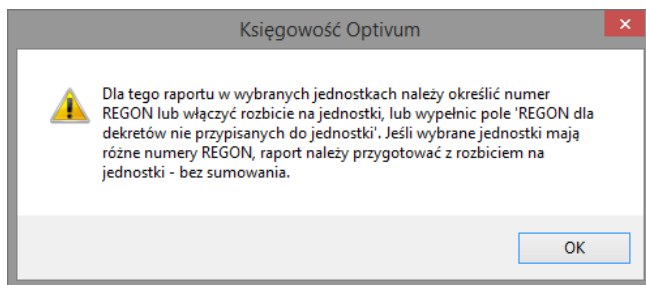 Księgowość Optivum
Dla tego raportu w wybranych jednostkach należy określić numer
REGON lub włączyć rozbicie na jednostki, lub wypełnic pole 'REGON dla
dekretów nie przypisanych do jednostki'. Jeśli wybrane jednostki mają
różne numery REGON, raport należy przygotować z rozbiciem na
jednostki - bez sumowania.
OK